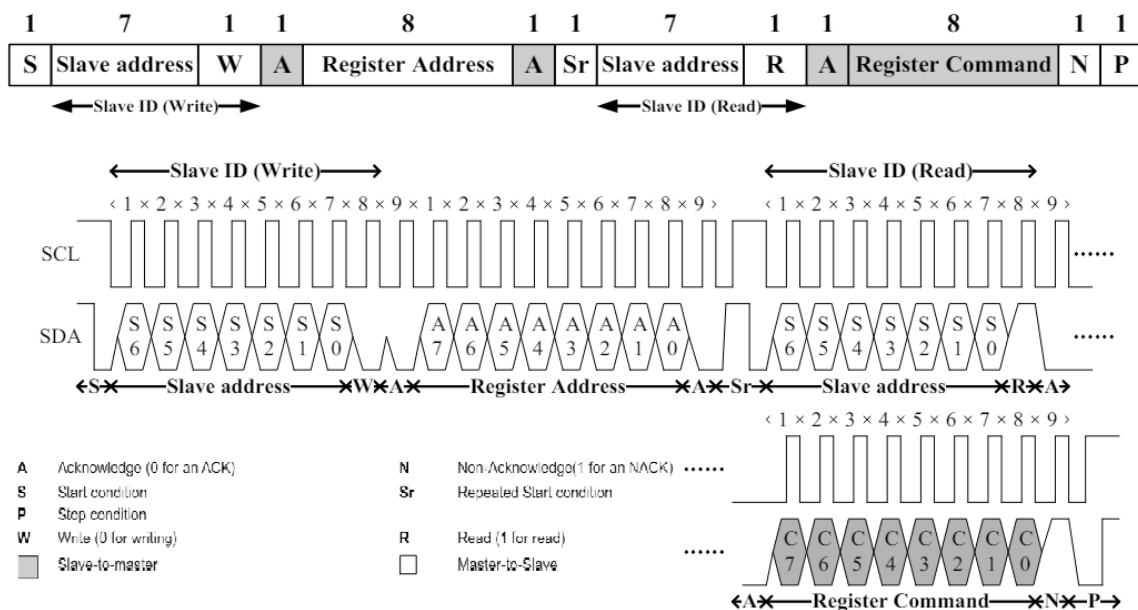 1 7 1 1 8 1 1 7 1 1 8 1 1
S Slave address W A Register Address A Sr Slave address R A Register Command N P
Slave ID (Write) Slave ID (Read)
Slave ID (Write) Slave ID (Read)
‹ 1 × 2 × 3 × 4 × 5 × 6 × 7 × 8 × 9 × 1 × 2 × 3 × 4 × 5 × 6 × 7 × 8 × 9 › ‹ 1 × 2 × 3 × 4 × 5 × 6 × 7 × 8 × 9 ›
SCL ......
SDA S6 S5 S4 S3 S2 S1 S0 A7 A6 A5 A4 A3 A2 A1 A0 S6 S5 S4 S3 S2 S1 S0 ......
S Slave address W A Register Address A Sr Slave address R A
‹ 1 × 2 × 3 × 4 × 5 × 6 × 7 × 8 × 9 ›
A Acknowledge (0 for an ACK) N Non-Acknowledge(1 for an NACK) ......
S Start condition Sr Repeated Start condition
P Stop condition
W Write (0 for writing) R Read (1 for read)
Slave-to-master Master-to-Slave ...... C7 C6 C5 C4 C3 C2 C1 C0
A Register Command N P